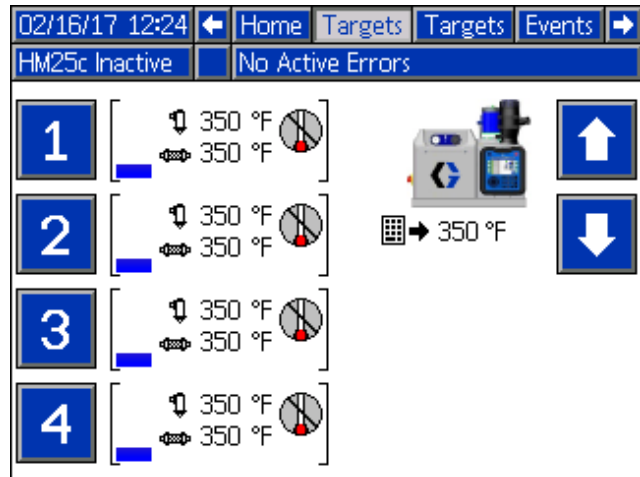 02/16/17 12:24 Home Targets Targets Events
HM25c Inactive No Active Errors
1 350 °F
350 °F
2 350 °F
350 °F
350 °F
3 350 °F
350 °F
4 350 °F
350 °F